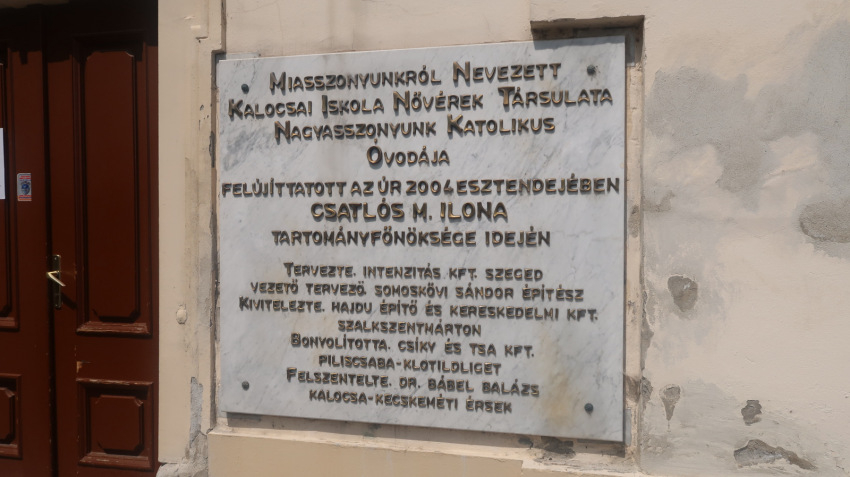 Miasszonyunkról Nevezett
Kalocsai Iskola Nővérek Társulata
Nagyasszonyunk Katolikus
Óvodája
FELÚJÍTTATOTT AZ ÚR 2004 ESZTENDEJÉBEN
CSATLÓS M. ILONA
TARTOMÁNYFŐNÖKSÉGE IDEJÉN
Tervezte. INTENZITÁS KFT. SZEGED
VEZETŐ TERVEZŐ. SOMOSKÖVI SÁNDOR ÉPÍTÉSZ
Kivitelezte. HAJDU ÉPÍTŐ ÉS KERESKEDELMI KFT.
SZALKSZENTMÁRTON
Bonyolította. CSÍKY ÉS TSA KFT.
PILISCSABA-KLOTILDLIGET
Felszentelte. DR. BÁBEL BALÁZS
KALOCSA-KECSKEMÉTI ÉRSEK